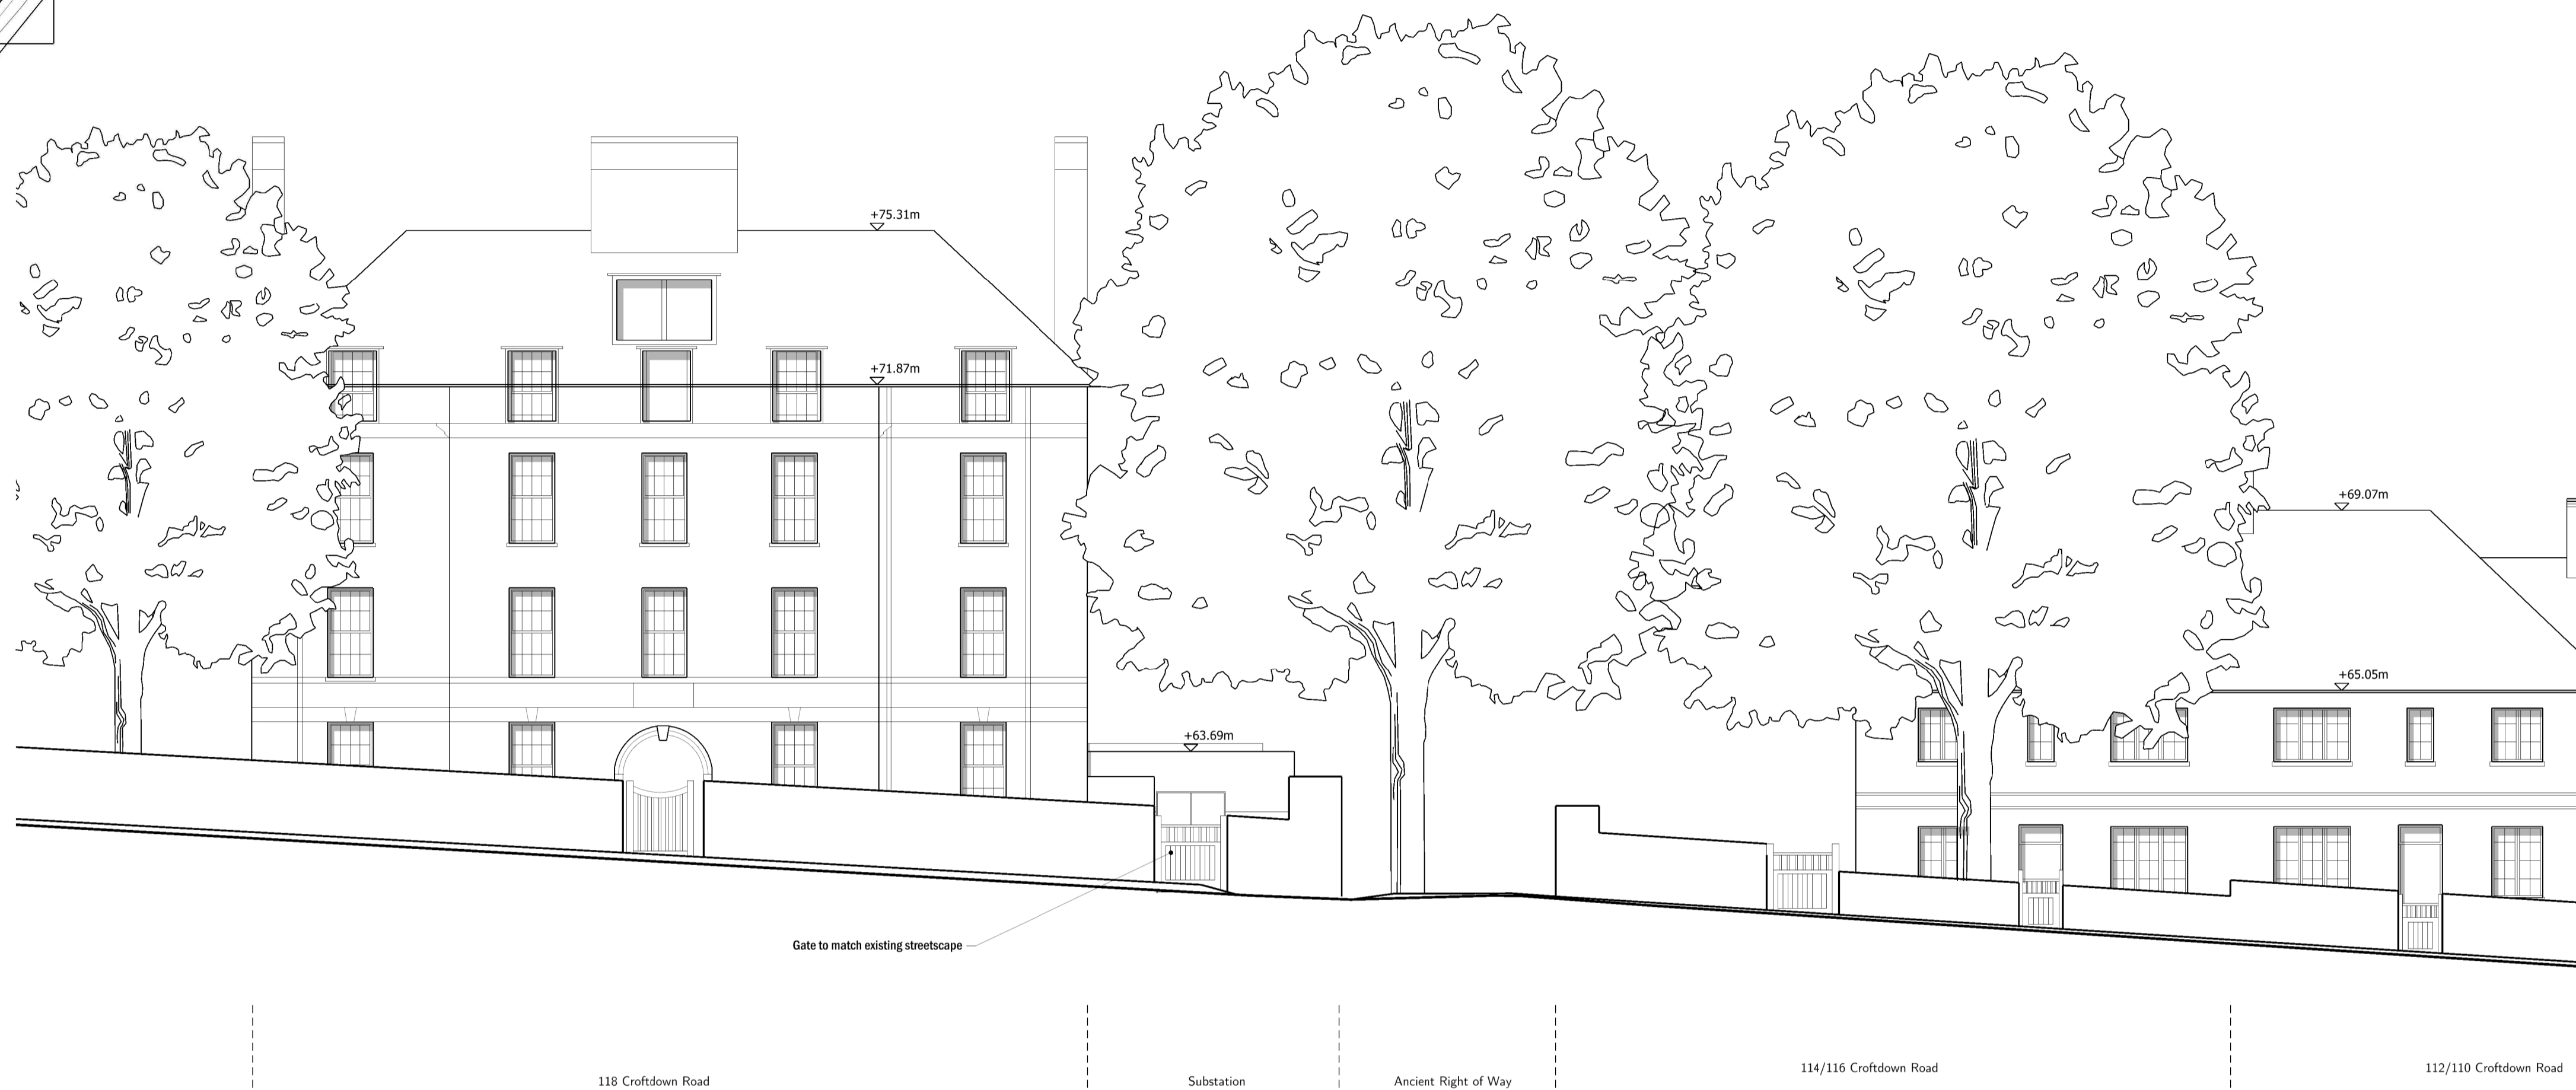 +75.31m
+71.87m
+69.07m
+65.05m
+63.69m
Gate to match existing streetscape
118 Croftdown Road
Substation
Ancient Right of Way
114/116 Croftdown Road
112/110 Croftdown Road